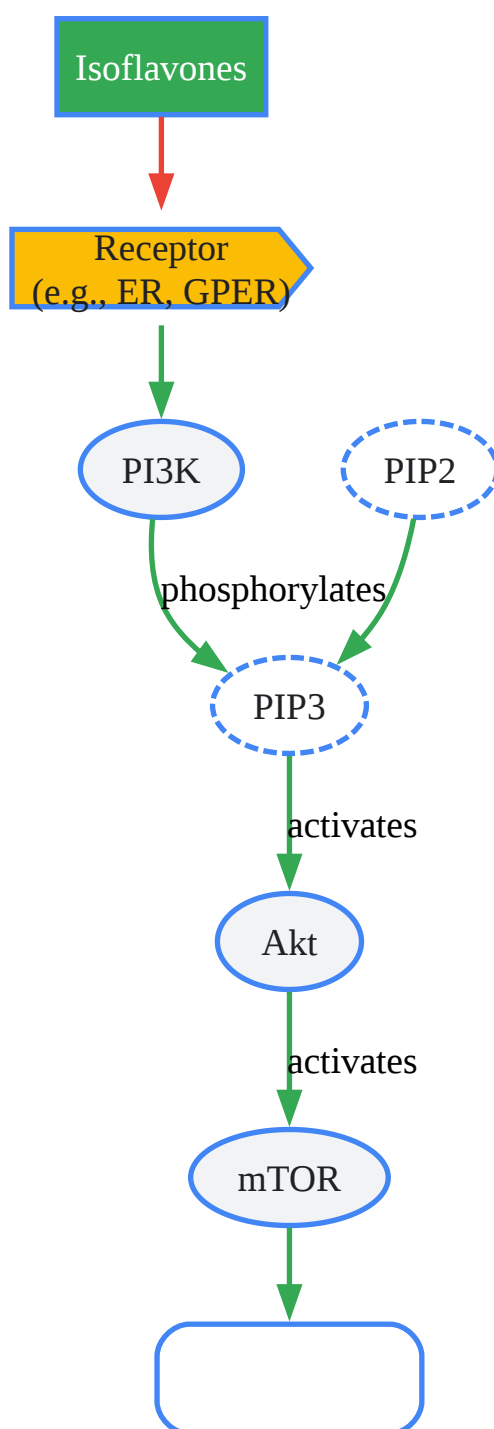 Isoflavones
Receptor
(e.g., ER, GPER)
PI3K
PIP2
phosphorylates
PIP3
activates
Akt
activates
mTOR